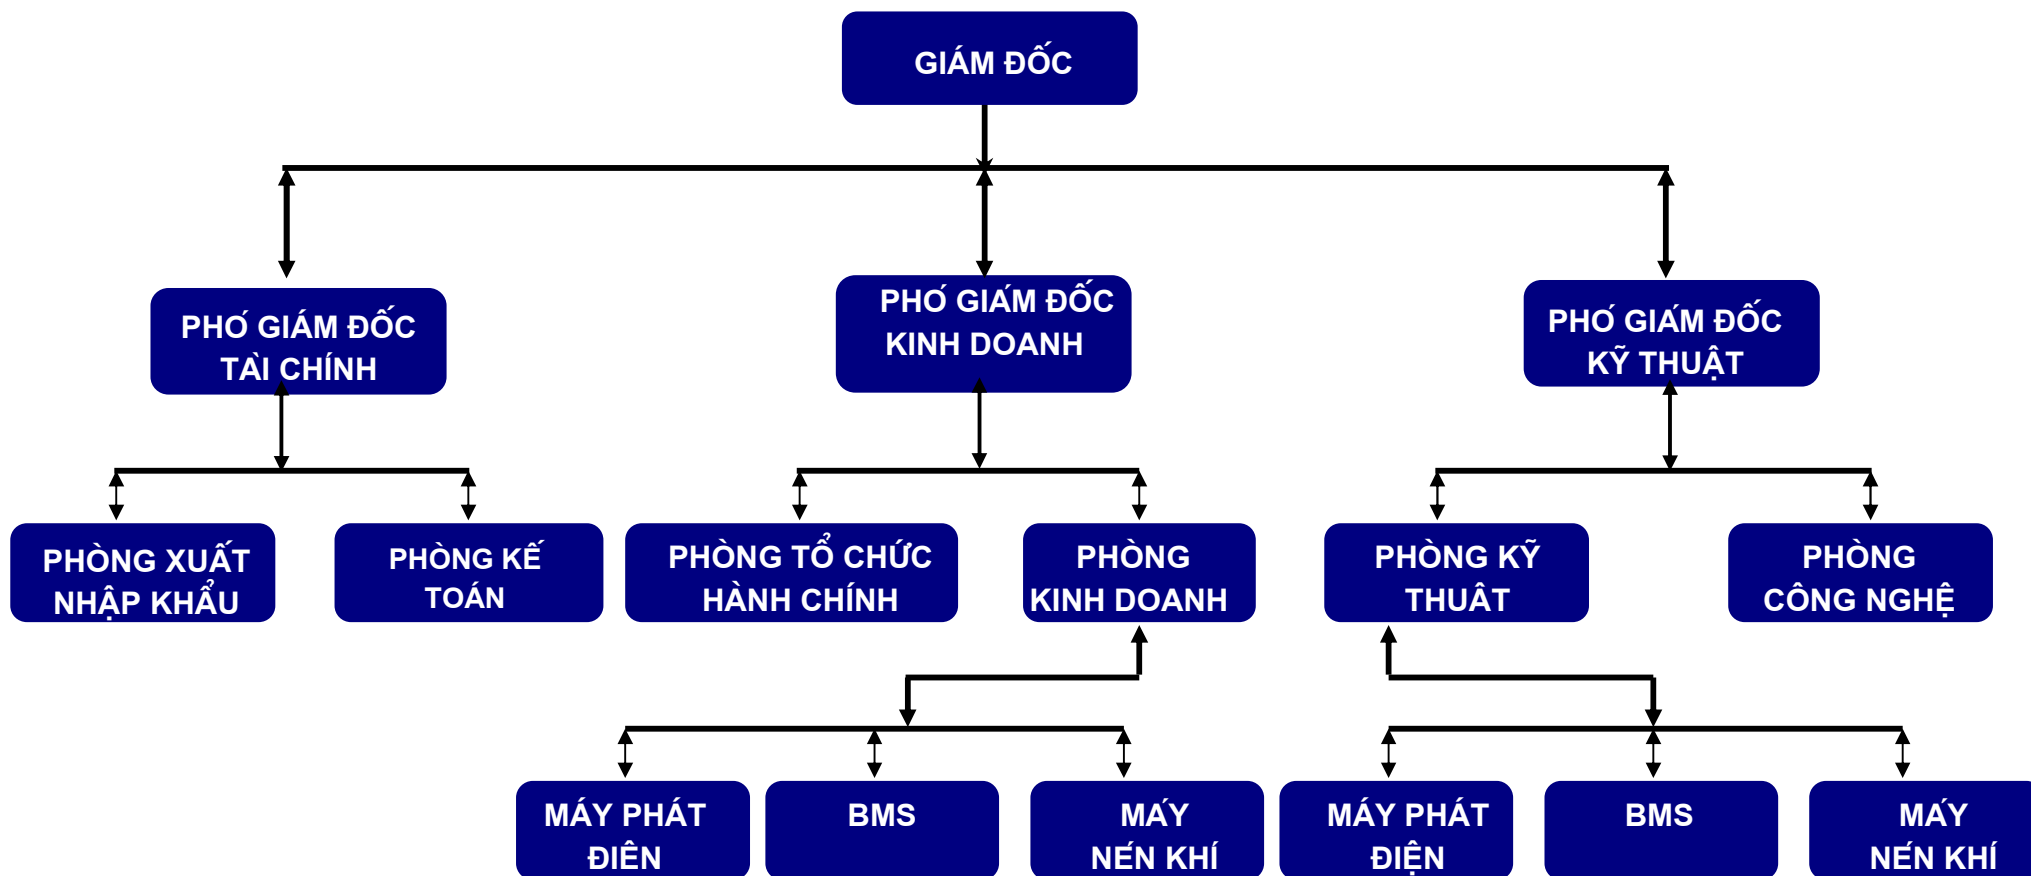 GIÁM ĐỐC
PHÓ GIÁM ĐỐC
TÀI CHÍNH
PHÓ GIÁM ĐỐC
KINH DOANH
PHÓ GIÁM ĐỐC
KỸ THUẬT
PHÒNG XUẤT
NHẬP KHẨU
PHÒNG KẾ
TOÁN
PHÒNG TỔ CHỨC
HÀNH CHÍNH
PHÒNG
KINH DOANH
PHÒNG KỸ
THUÂT
PHÒNG
CÔNG NGHỆ
MÁY PHÁT
ĐIÊN
BMS
MÁY
NÉN KHÍ
MÁY PHÁT
ĐIỆN
BMS
MÁY
NÉN KHÍ